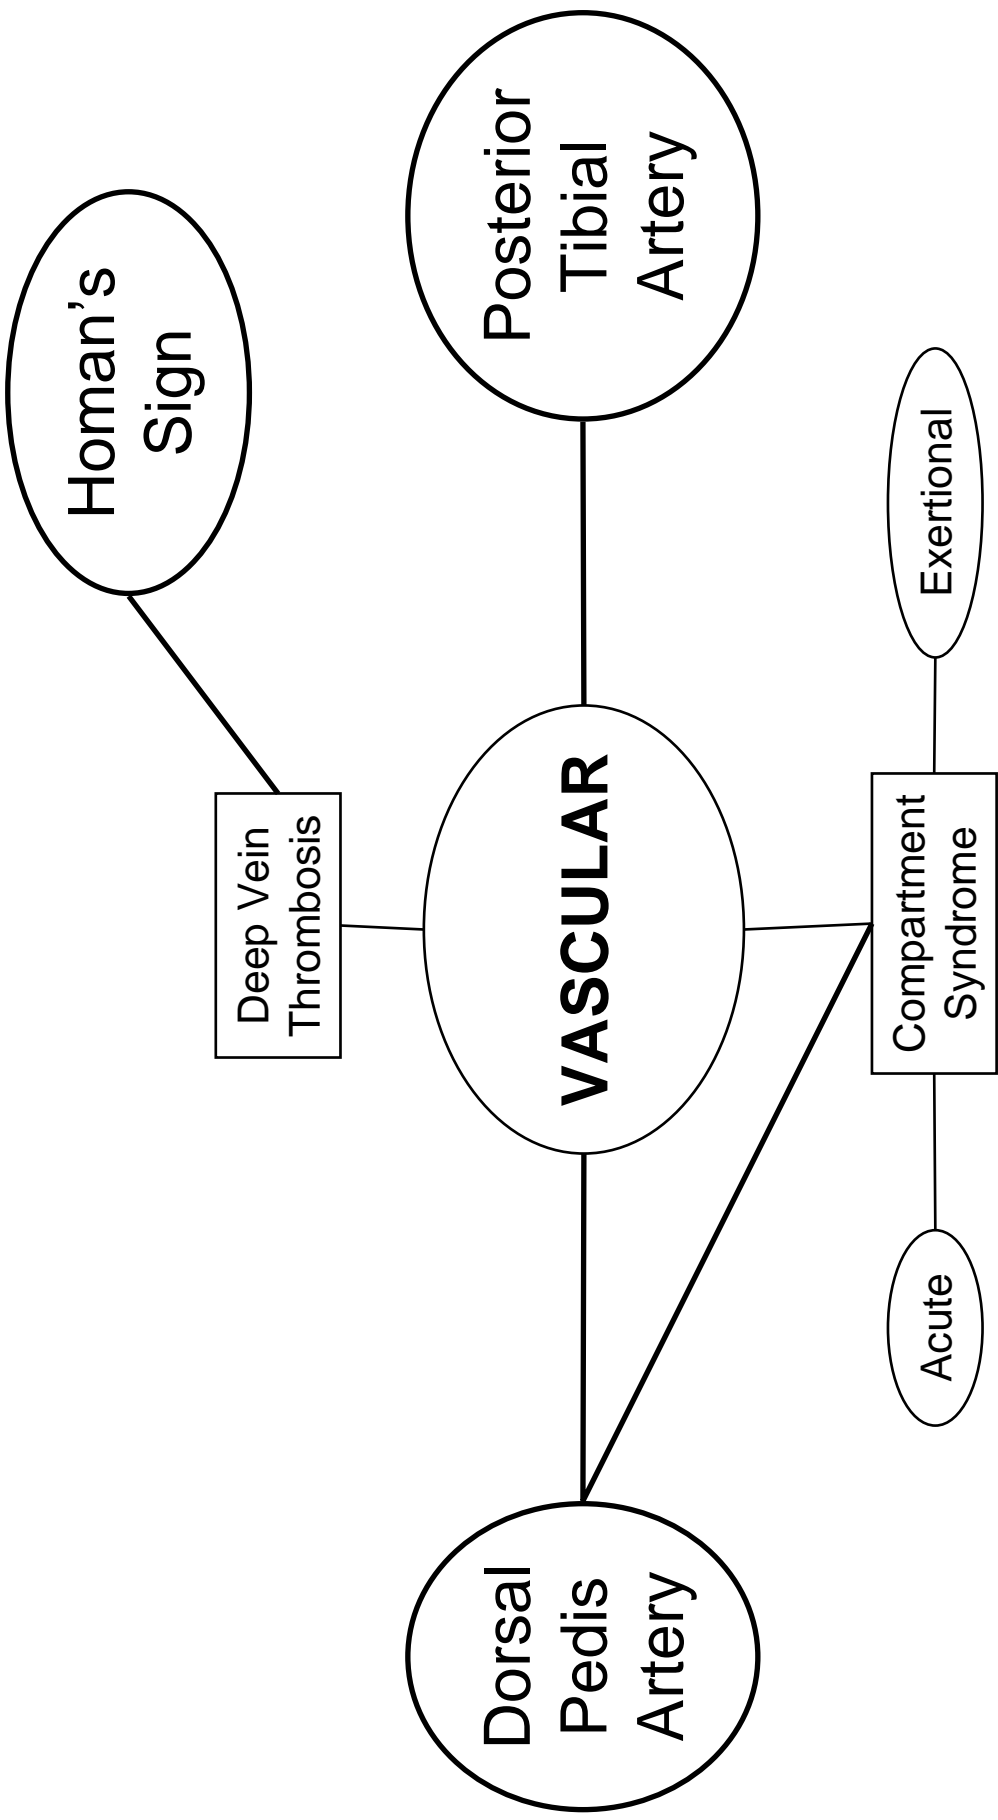 Homan’s
Sign
Deep Vein
Thrombosis
Dorsal
Pedis
Artery
VASCULAR
Posterior
Tibial
Artery
Acute
Compartment
Syndrome
Exertional